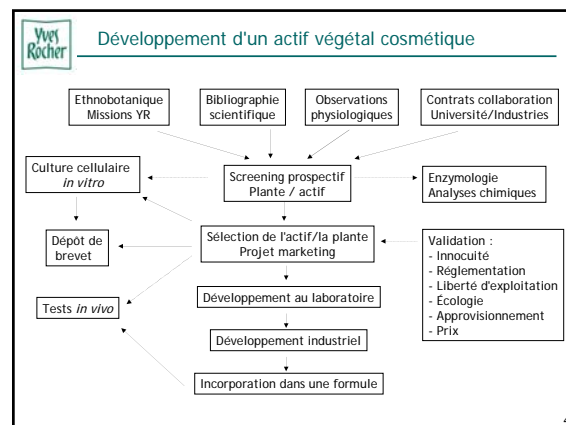 Yves
Rocher
Développement d'un actif végétal cosmétique
Ethnobotanique
Missions YR
Bibliographie
scientifique
Observations
physiologiques
Contrats collaboration
Université/Industries
Culture cellulaire
in vitro
Screening prospectif
Plante / actif
Enzymologie
Analyses chimiques
Dépôt de
brevet
Sélection de l'actif/la plante
Projet marketing
Validation :
- Innocuité
- Réglementation
- Liberté d'exploitation
- Écologie
- Approvisionnement
- Prix
Tests in vivo
Développement au laboratoire
Développement industriel
Incorporation dans une formule